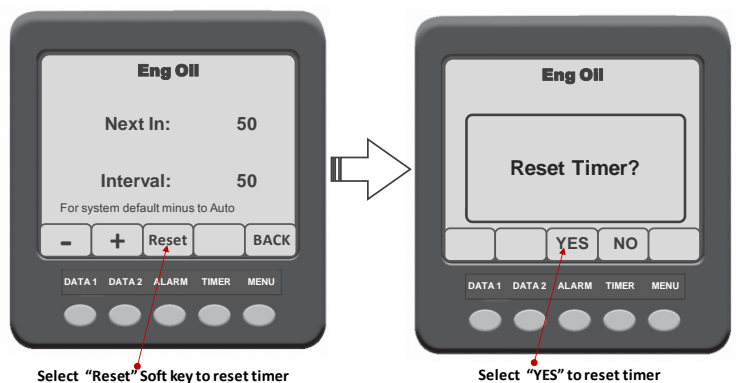 Eng Oil
Next In: 50
Interval: 50
For system default minus to Auto
- + Reset BACK
DATA 1 DATA 2 ALARM TIMER MENU
Select "Reset" Soft key to reset timer
Eng Oil
Reset Timer?
YES NO
DATA 1 DATA 2 ALARM TIMER MENU
Select "YES" to reset timer